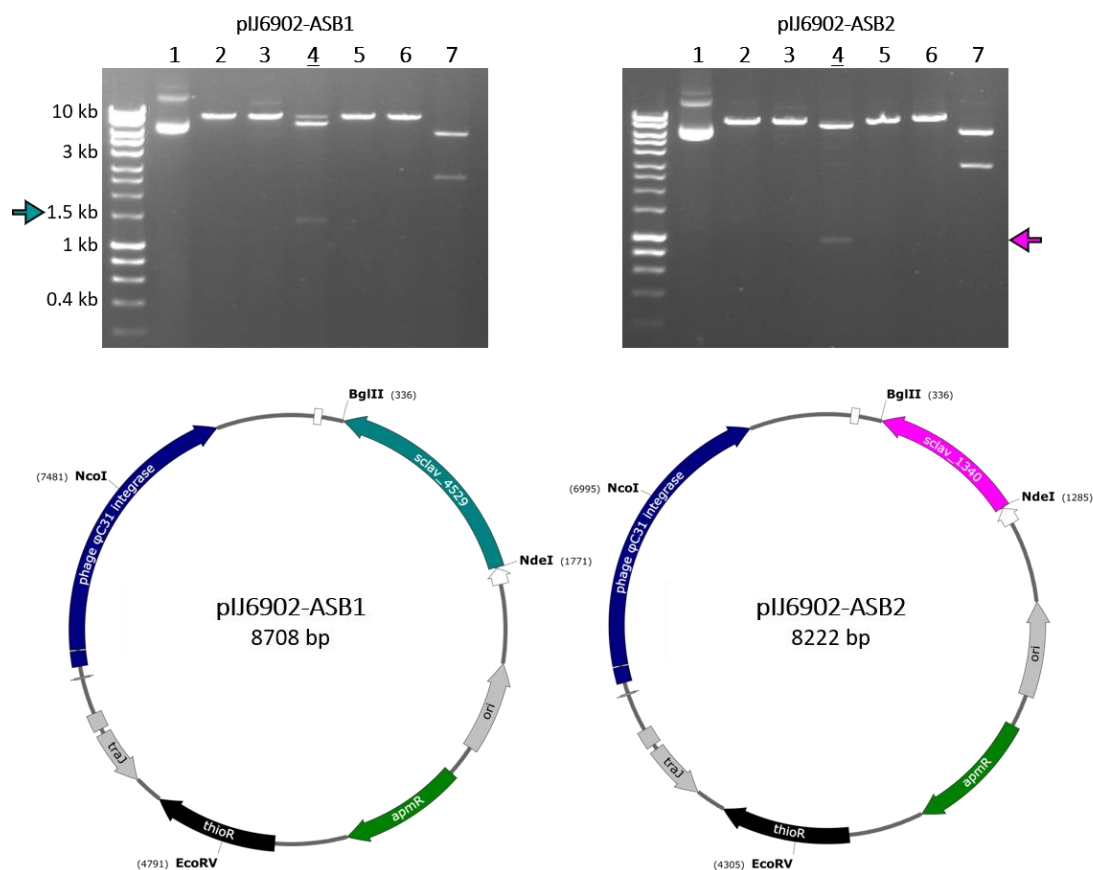 pIJ6902-ASB1
1 2 3 4 5 6 7
10 kb
3 kb
1.5 kb
1 kb
0.4 kb
pIJ6902-ASB2
1 2 3 4 5 6 7
BglII (336)
sclav_4529
NdeI (1771)
ori
apmR
thioR
(4791) EcoRV
traJ
phage φC31 integrase
(7481) NcoI
pIJ6902-ASB1
8708 bp
BglII (336)
sclav_1340
NdeI (1285)
ori
apmR
thioR
(4305) EcoRV
traJ
phage φC31 integrase
(6995) NcoI
pIJ6902-ASB2
8222 bp